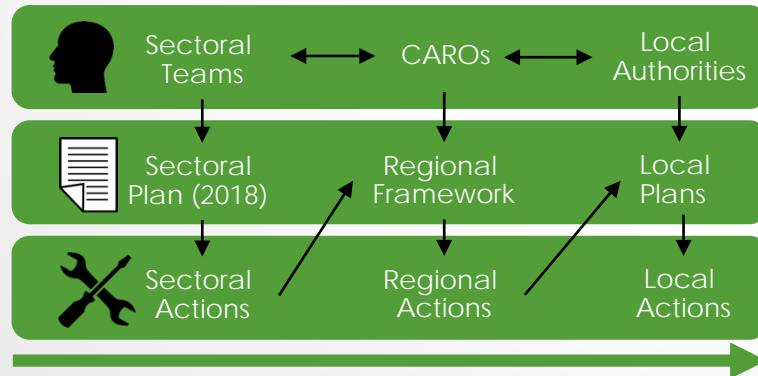 Sectoral
Teams
CAROs
Local
Authorities
Sectoral
Plan (2018)
Regional
Framework
Local
Plans
Sectoral
Actions
Regional
Actions
Local
Actions